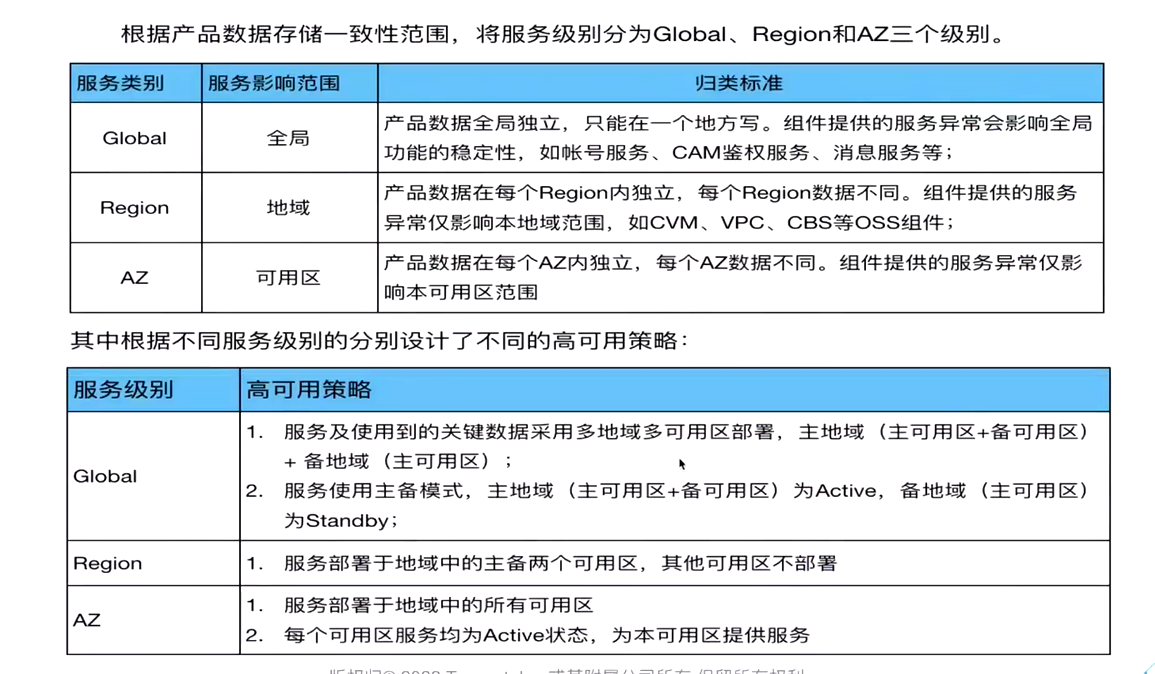 根据产品数据存储一致性范围，将服务级别分为Global、Region和AZ三个级别。
服务类别 服务影响范围 归类标准
Global 全局 产品数据全局独立，只能在一个地方写。组件提供的服务异常会影响全局
功能的稳定性，如帐号服务、CAM鉴权服务、消息服务等；
Region 地域 产品数据在每个Region内独立，每个Region数据不同。组件提供的服务
异常仅影响本地域范围，如CVM、VPC、CBS等OSS组件；
AZ 可用区 产品数据在每个AZ内独立，每个AZ数据不同。组件提供的服务异常仅影
响本可用区范围
其中根据不同服务级别的分别设计了不同的高可用策略：
服务级别 高可用策略
Global
1. 服务及使用到的关键数据采用多地域多可用区部署，主地域（主可用区+备可用区）
+ 备地域（主可用区）；
2. 服务使用主备模式，主地域（主可用区+备可用区）为Active，备地域（主可用区）
为Standby；
Region 1. 服务部署于地域中的主备两个可用区，其他可用区不部署
AZ
1. 服务部署于地域中的所有可用区
2. 每个可用区服务均为Active状态，为本可用区提供服务